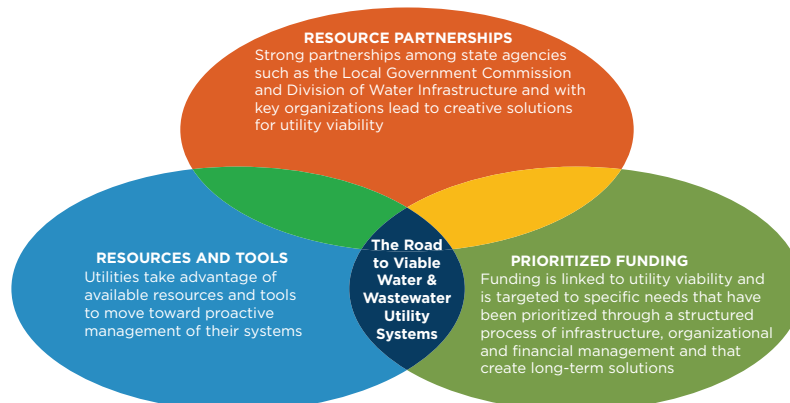 RESOURCE PARTNERSHIPS
Strong partnerships among state agencies
such as the Local Government Commission
and Division of Water Infrastructure and with
key organizations lead to creative solutions
for utility viability
RESOURCES AND TOOLS
Utilities take advantage of
available resources and tools
to move toward proactive
management of their systems
The Road
to Viable
Water &
Wastewater
Utility
Systems
PRIORITIZED FUNDING
Funding is linked to utility viability and
is targeted to specific needs that have
been prioritized through a structured
process of infrastructure, organizational
and financial management and that
create long-term solutions